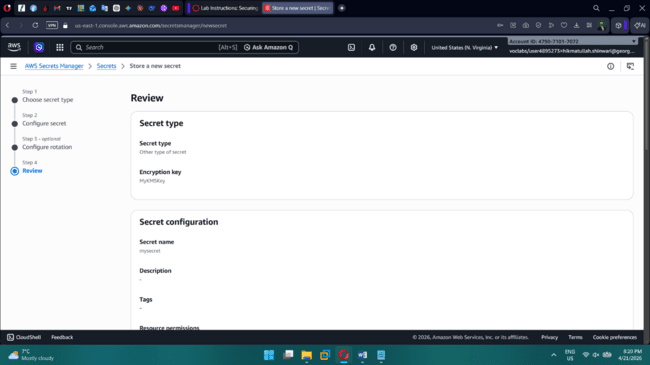 Lab Instructions: Securing
Store a new secret | Secre
VPN
us-east-1.console.aws.amazon.com/secretsmanager/newsecret
AI
aws
Search
[Alt+S]
Ask Amazon Q
United States (N. Virginia)
AWS Secrets Manager
Secrets
Store a new secret
Step 1
Choose secret type
Step 2
Configure secret
Step 3 - optional
Configure rotation
Step 4
Review
Review
Secret type
Secret type
Other type of secret
Encryption key
MyKMSKey
Secret configuration
Secret name
mysecret
Description
-
Tags
-
Resource permissions
CloudShell
Feedback
© 2026, Amazon Web Services, Inc. or its affiliates.
Privacy
Terms
Cookie preferences
7°C
Mostly cloudy
ENG
US
8:20 PM
4/21/2026